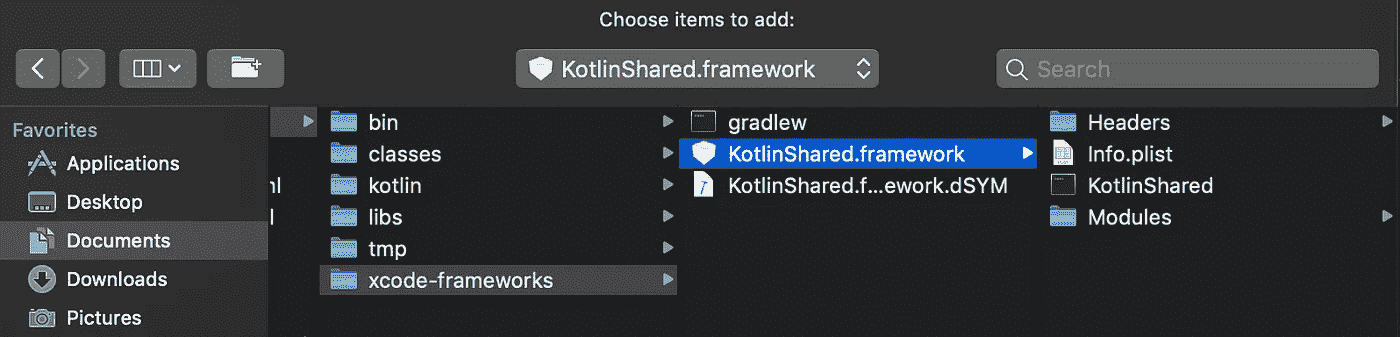 Choose items to add:
KotlinShared.framework
Search
Favorites
Applications
Desktop
Documents
Downloads
Pictures
bin
classes
kotlin
libs
tmp
xcode-frameworks
gradlew
KotlinShared.framework
KotlinShared.f...ework.dSYM
Headers
Info.plist
KotlinShared
Modules